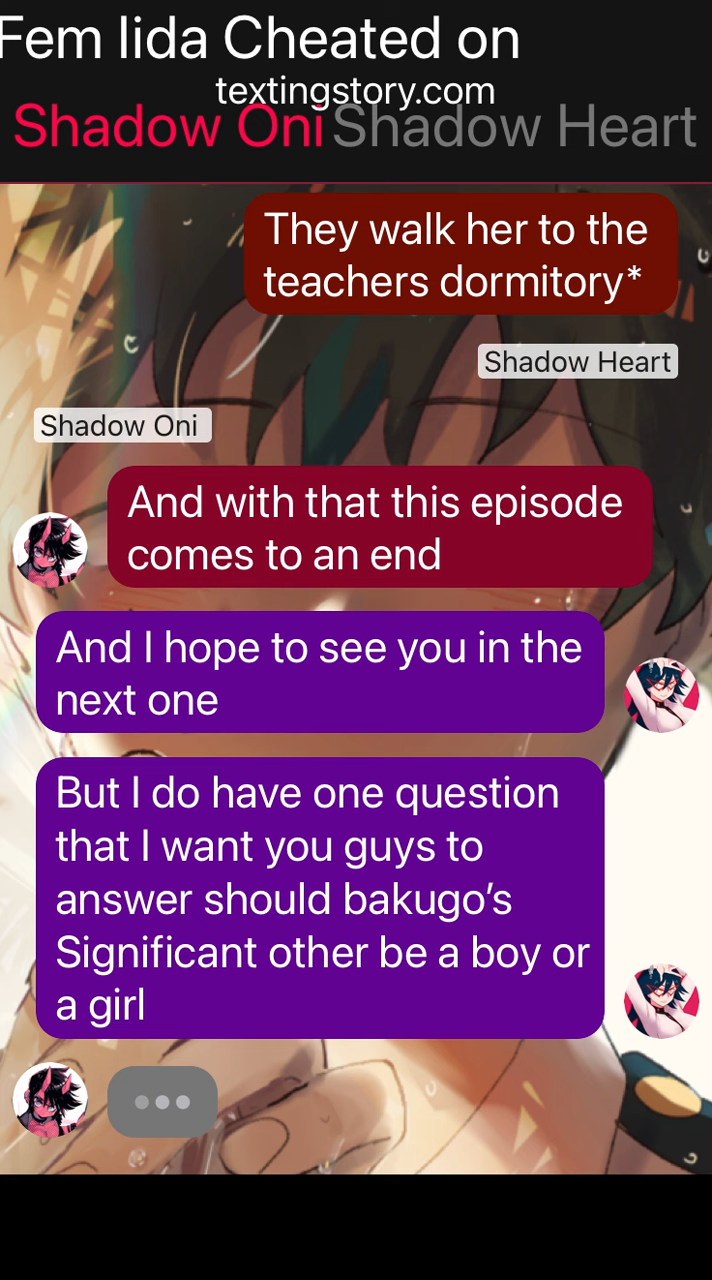 Fem Iida Cheated on
textingstory.com
Shadow Oni Shadow Heart
They walk her to the
teachers dormitory*
Shadow Heart
Shadow Oni
And with that this episode
comes to an end
And I hope to see you in the
next one
But I do have one question
that I want you guys to
answer should bakugo’s
Significant other be a boy or
a girl